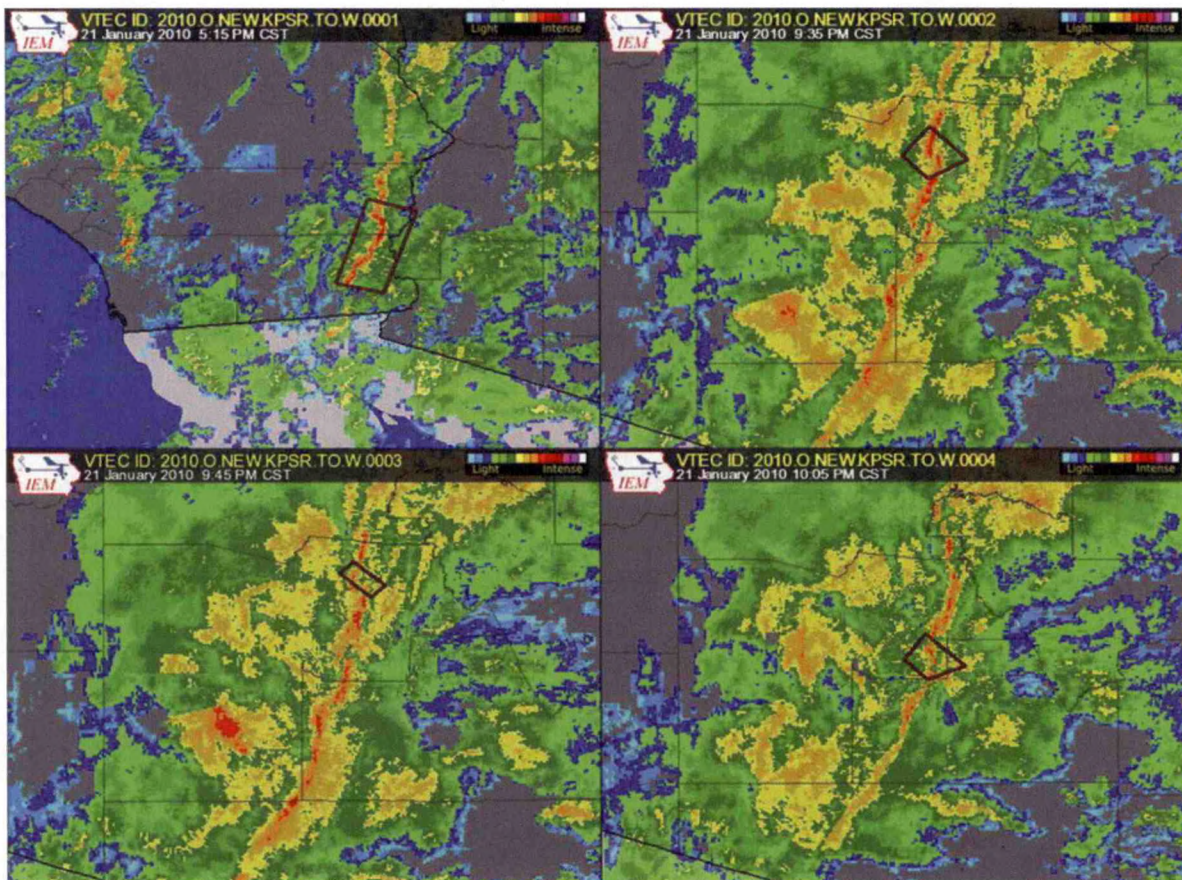 VTEC ID: 2010.O.NEW.KPSR.TO.W.0001
21 January 2010 5:15 PM CST
IEM
Light Intense
VTEC ID: 2010.O.NEW.KPSR.TO.W.0002
21 January 2010 9:35 PM CST
IEM
Light Intense
VTEC ID: 2010.O.NEW.KPSR.TO.W.0003
21 January 2010 9:45 PM CST
IEM
Light Intense
VTEC ID: 2010.O.NEW.KPSR.TO.W.0004
21 January 2010 10:05 PM CST
IEM
Light Intense